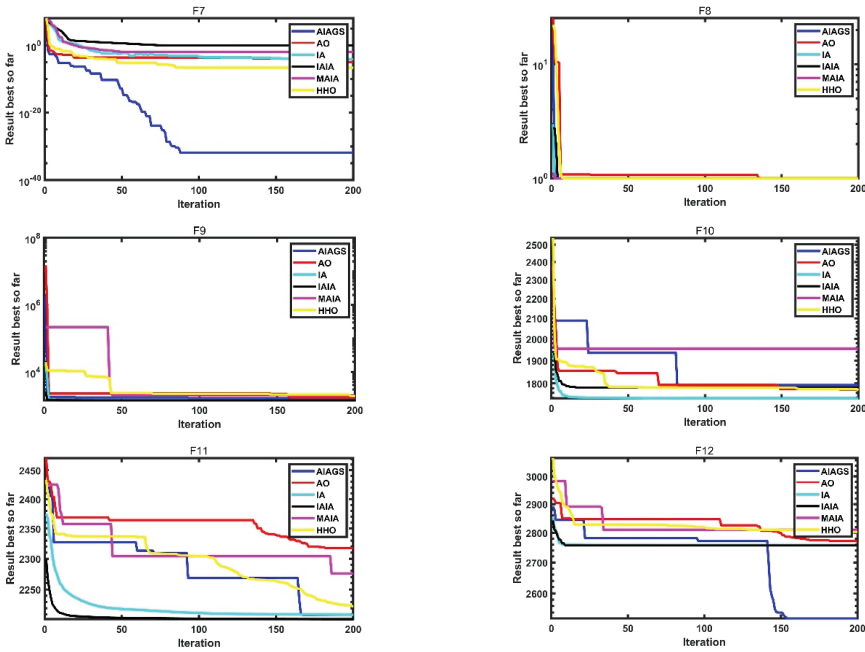 F7
Result best so far
10^0
10^-20
10^-40
0
50
100
150
200
Iteration
AIAGS
AO
IA
IAIA
MAIA
HHO
F8
Result best so far
10^1
10^0
50
100
150
200
Iteration
AIAGS
AO
IA
IAIA
MAIA
HHO
F9
Result best so far
10^8
10^6
10^4
0
50
100
150
200
Iteration
AIAGS
AO
IA
IAIA
MAIA
HHO
F10
Result best so far
2500
2400
2300
2200
2100
2000
1900
1800
0
50
100
150
200
Iteration
AIAGS
AO
IA
IAIA
MAIA
HHO
F11
Result best so far
2450
2400
2350
2300
2250
0
50
100
150
200
Iteration
AIAGS
AO
IA
IAIA
MAIA
HHO
F12
Result best so far
3000
2900
2800
2700
2600
0
50
100
150
200
Iteration
AIAGS
AO
IA
IAIA
MAIA
HHO